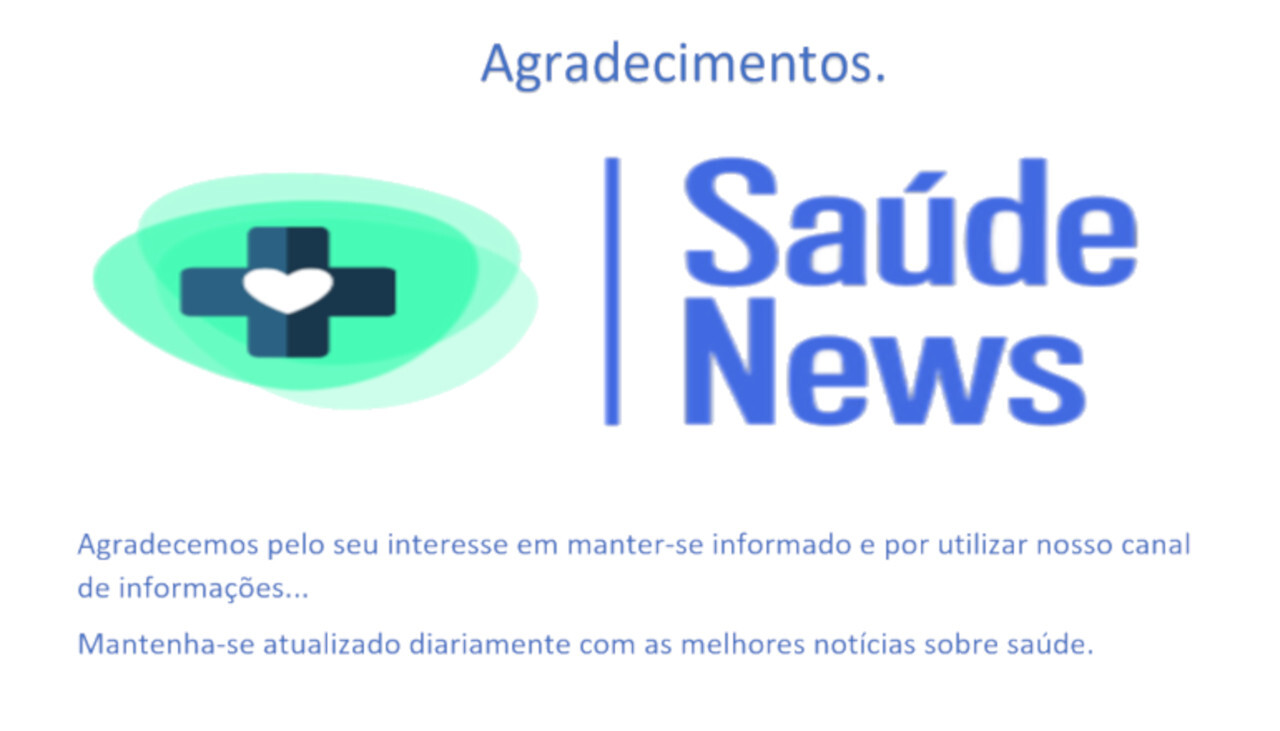 Agradecimentos.
Saúde
News
Agradecemos pelo seu interesse em manter-se informado e por utilizar nosso canal
de informações...
Mantenha-se atualizado diariamente com as melhores notícias sobre saúde.